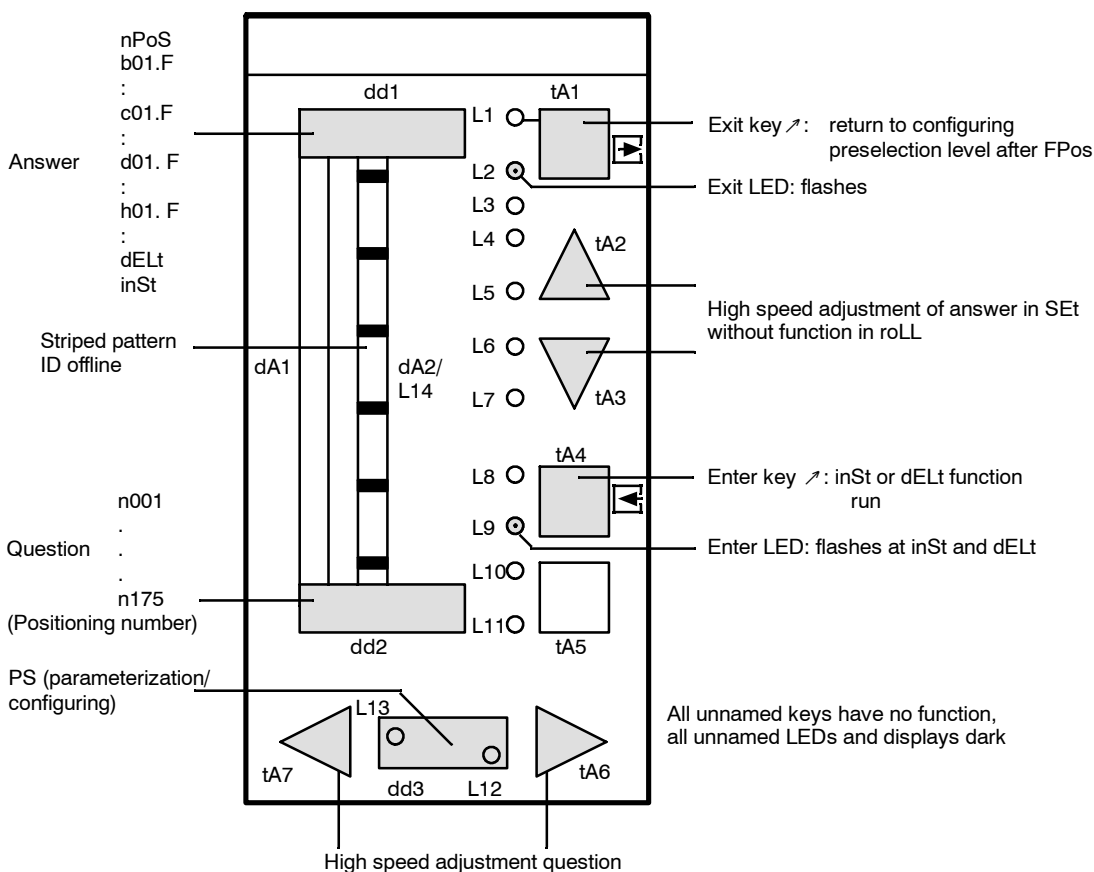 nPoS
b01.F
:
c01.F
:
d01. F
:
h01. F
:
dELt
inSt
Answer
Striped pattern
ID offline
n001
.
.
.
n175
Question
(Positioning number)
PS (parameterization/
configuring)
dd1
dA1
dA2/
L14
dd2
L1
L2
L3
L4
L5
L6
L7
L8
L9
L10
L11
tA1
tA2
tA3
tA4
tA5
L13
tA7
dd3
L12
tA6
Exit key ↗: return to configuring
preselection level after FPos
Exit LED: flashes
High speed adjustment of answer in SEt
without function in roLL
Enter key ↗: inSt or dELt function
run
Enter LED: flashes at inSt and dELt
All unnamed keys have no function,
all unnamed LEDs and displays dark
High speed adjustment question